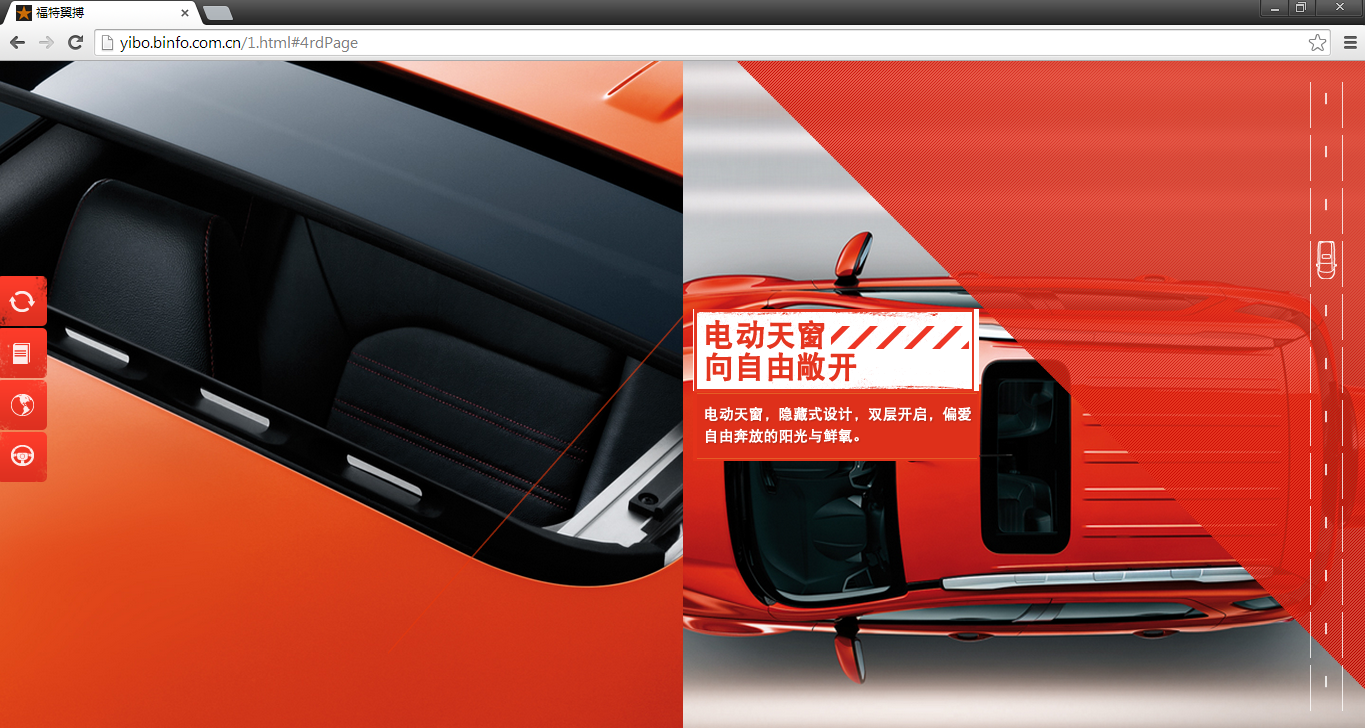 福特翼搏
yibo.binfo.com.cn/1.html#4rdPage
电动天窗
向自由敞开
电动天窗，隐藏式设计，双层开启，偏爱
自由奔放的阳光与鲜氧。